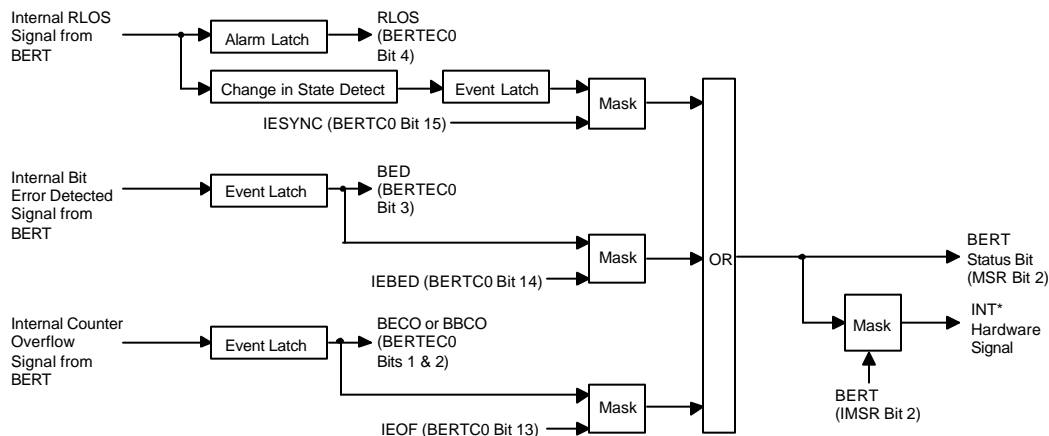 Internal RLOS
Signal from
BERT
Alarm Latch
RLOS
(BERTEC0
Bit 4)
Change in State Detect
Event Latch
Mask
IESYNC (BERTC0 Bit 15)
Internal Bit
Error Detected
Signal from
BERT
Event Latch
BED
(BERTEC0
Bit 3)
Mask
IEBED (BERTC0 Bit 14)
OR
BERT
Status Bit
(MSR Bit 2)
Mask
INT*
Hardware
Signal
BERT
(IMSR Bit 2)
Internal Counter
Overflow
Signal from
BERT
Event Latch
BECO or BBCO
(BERTEC0
Bits 1 & 2)
Mask
IEOF (BERTC0 Bit 13)